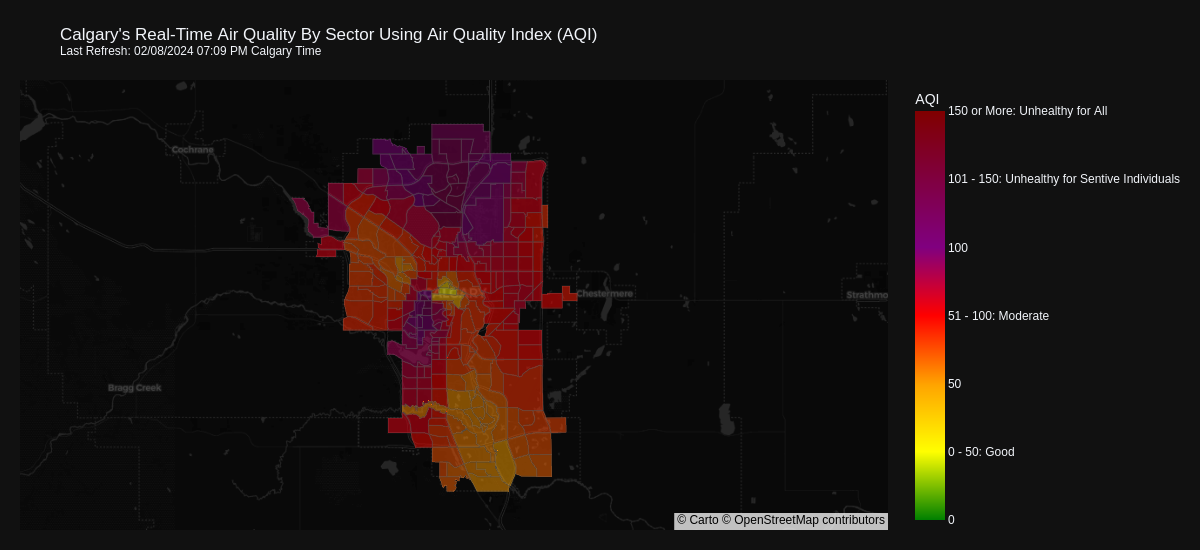 Calgary's Real-Time Air Quality By Sector Using Air Quality Index (AQI)
Last Refresh: 02/08/2024 07:09 PM Calgary Time
AQI
150 or More: Unhealthy for All
Cochrane
101 - 150: Unhealthy for Sentive Individuals
100
CALGARY
Chestermere
Strathmo
51 - 100: Moderate
Bragg Creek
50
0 - 50: Good
© Carto © OpenStreetMap contributors
0